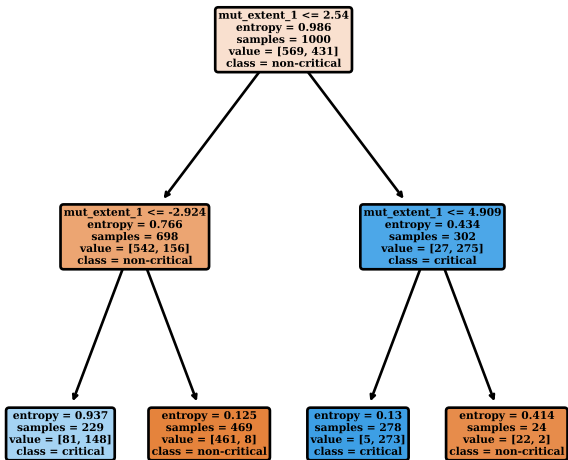 mut_extent_1 <= 2.54
entropy = 0.986
samples = 1000
value = [569, 431]
class = non-critical
mut_extent_1 <= -2.924
entropy = 0.766
samples = 698
value = [542, 156]
class = non-critical
mut_extent_1 <= 4.909
entropy = 0.434
samples = 302
value = [27, 275]
class = critical
entropy = 0.937
samples = 229
value = [81, 148]
class = critical
entropy = 0.125
samples = 469
value = [461, 8]
class = non-critical
entropy = 0.13
samples = 278
value = [5, 273]
class = critical
entropy = 0.414
samples = 24
value = [22, 2]
class = non-critical